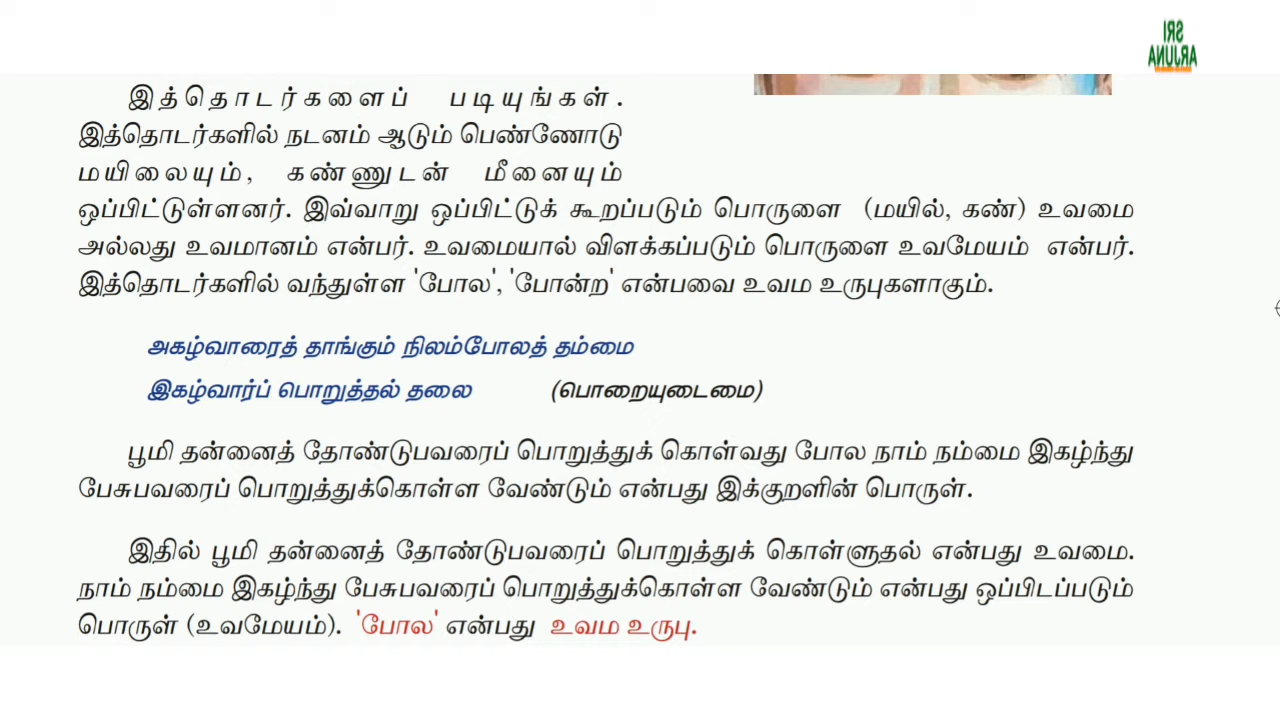 SRI
ARJUNA
இத்தொடர்களைப் படியுங்கள்.
இத்தொடர்களில் நடனம் ஆடும் பெண்ணோடு
மயிலையும், கண்ணுடன் மீனையும்
ஒப்பிட்டுள்ளனர். இவ்வாறு ஒப்பிட்டுக் கூறப்படும் பொருளை (மயில், கண்) உவமை
அல்லது உவமானம் என்பர். உவமையால் விளக்கப்படும் பொருளை உவமேயம் என்பர்.
இத்தொடர்களில் வந்துள்ள 'போல', 'போன்ற' என்பவை உவம உருபுகளாகும்.
அகழ்வாரைத் தாங்கும் நிலம்போலத் தம்மை
இகழ்வார்ப் பொறுத்தல் தலை (பொறையுடைமை)
பூமி தன்னைத் தோண்டுபவரைப் பொறுத்துக் கொள்வது போல நாம் நம்மை இகழ்ந்து
பேசுபவரைப் பொறுத்துக்கொள்ள வேண்டும் என்பது இக்குறளின் பொருள்.
இதில் பூமி தன்னைத் தோண்டுபவரைப் பொறுத்துக் கொள்ளுதல் என்பது உவமை.
நாம் நம்மை இகழ்ந்து பேசுபவரைப் பொறுத்துக்கொள்ள வேண்டும் என்பது ஒப்பிடப்படும்
பொருள் (உவமேயம்). 'போல' என்பது உவம உருபு.